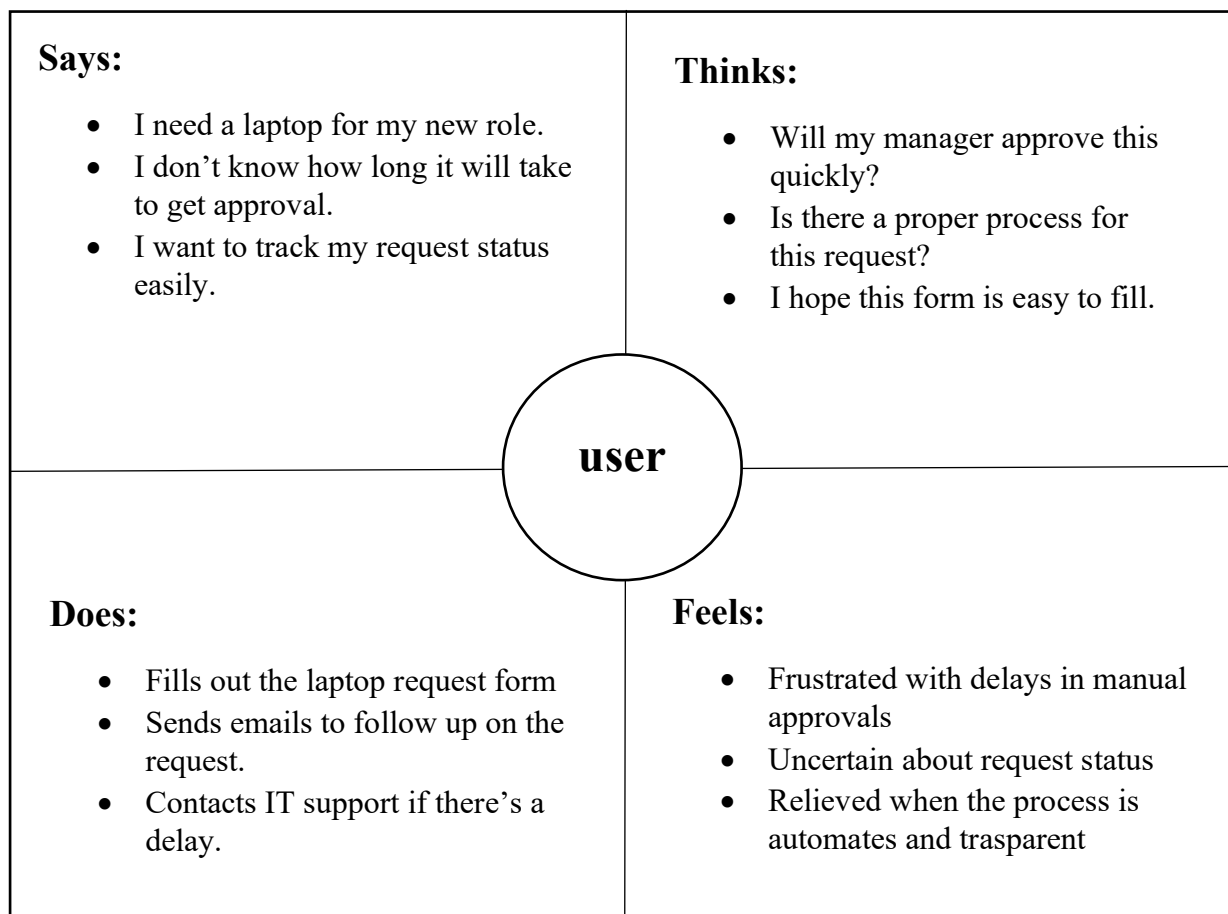 Says:
• I need a laptop for my new role.
• I don’t know how long it will take
to get approval.
• I want to track my request status
easily.
Thinks:
• Will my manager approve this
quickly?
• Is there a proper process for
this request?
• I hope this form is easy to fill.
user
Does:
• Fills out the laptop request form
• Sends emails to follow up on the
request.
• Contacts IT support if there’s a
delay.
Feels:
• Frustrated with delays in manual
approvals
• Uncertain about request status
• Relieved when the process is
automates and trasparent